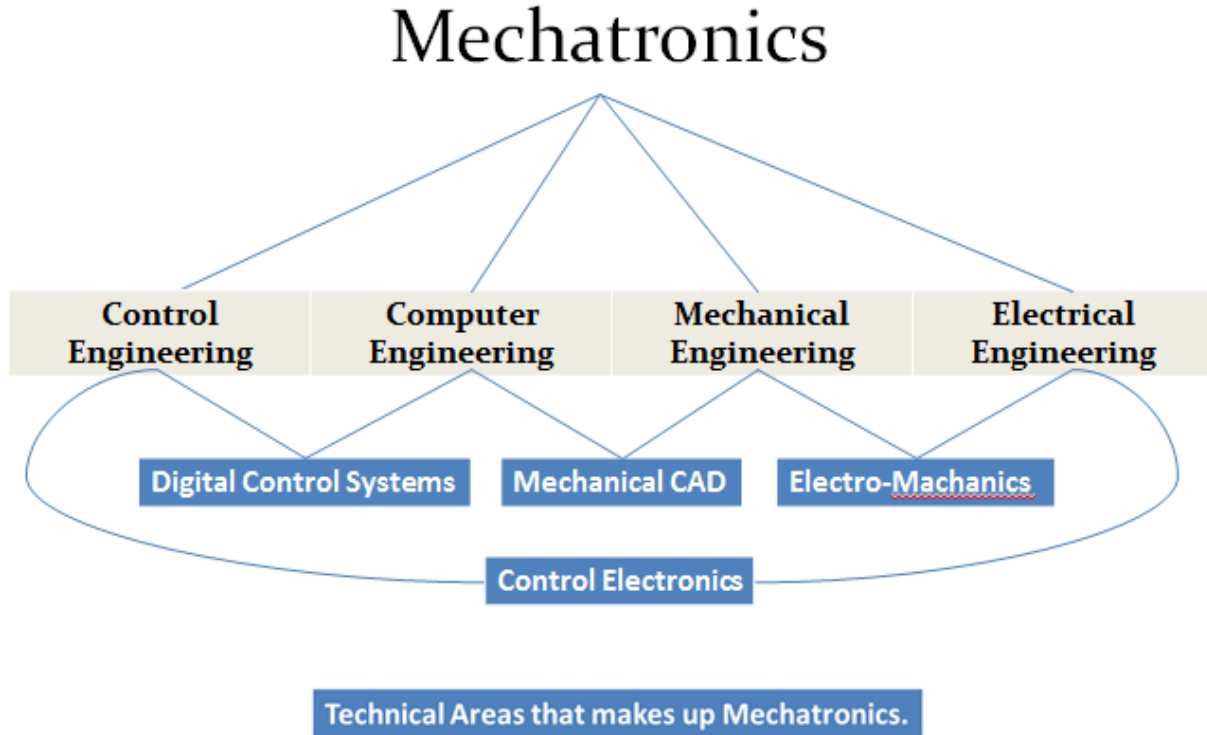 Mechatronics
Control Computer Mechanical Electrical
Engineering Engineering Engineering Engineering
Digital Control Systems Mechanical CAD Electro-Machanics
Control Electronics
Technical Areas that makes up Mechatronics.